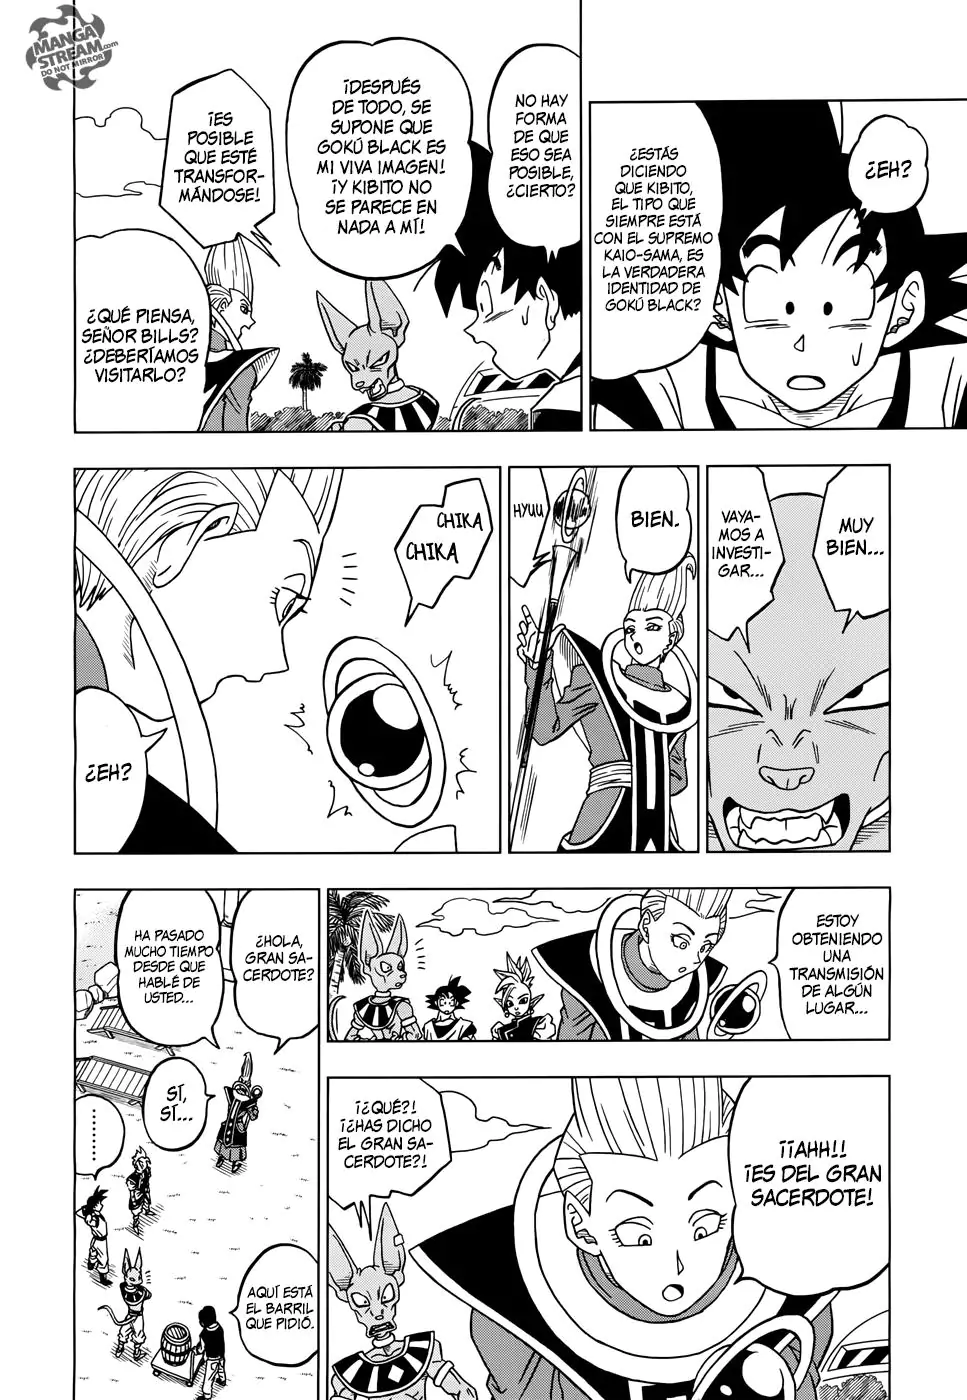 MANGA
STREAM.com
DO NOT MIRROR
¿EH?
¿ESTÁS
DICIENDO
QUE KIBITO,
EL TIPO QUE
SIEMPRE ESTÁ
CON EL SUPREMO
KAIO-SAMA, ES
LA VERDADERA
IDENTIDAD DE
GOKÚ BLACK?
NO HAY
FORMA
DE QUE
ESO SEA
POSIBLE,
¿CIERTO?
¡DESPUÉS
DE TODO, SE
SUPONE QUE
GOKÚ BLACK ES
MI VIVA IMAGEN!
¡Y KIBITO NO
SE PARECE EN
NADA A MÍ!
¡ES
POSIBLE
QUE ESTÉ
TRANSFOR-
MÁNDOSE!
¿QUÉ PIENSA,
SEÑOR BILLS?
¿DEBERÍAMOS
VISITARLO?
MUY
BIEN...
VAYA-
MOS A
INVESTI-
GAR...
BIEN.
HYUU
CHIKA
CHIKA
¿EH?
ESTOY
OBTENIENDO
UNA
TRANSMISIÓN
DE ALGÚN
LUGAR...
¡¡AHH!!
¡ES DEL GRAN
SACERDOTE!
¡¿QUÉ?!
¡¿HAS DICHO
EL GRAN SA-
CERDOTE?!
¿HOLA,
GRAN SA-
CERDOTE?
HA PASADO
MUCHO TIEMPO
DESDE QUE
HABLÉ DE
USTED...
SÍ,
SÍ...
........
AQUÍ ESTÁ
EL BARRIL
QUE PIDIÓ.